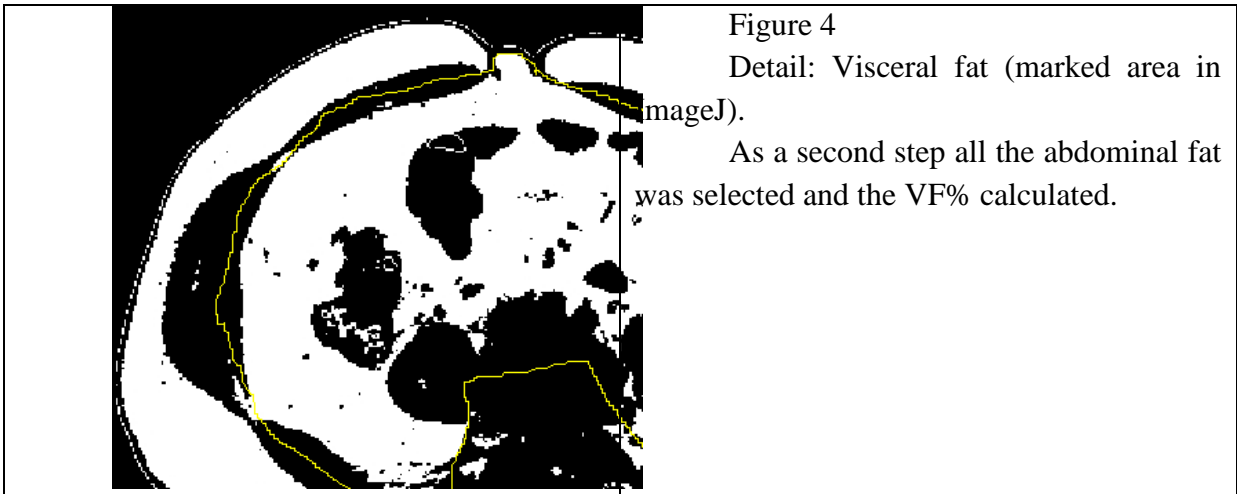 Figure 4
Detail: Visceral fat (marked area in
mageJ).
As a second step all the abdominal fat
was selected and the VF% calculated.